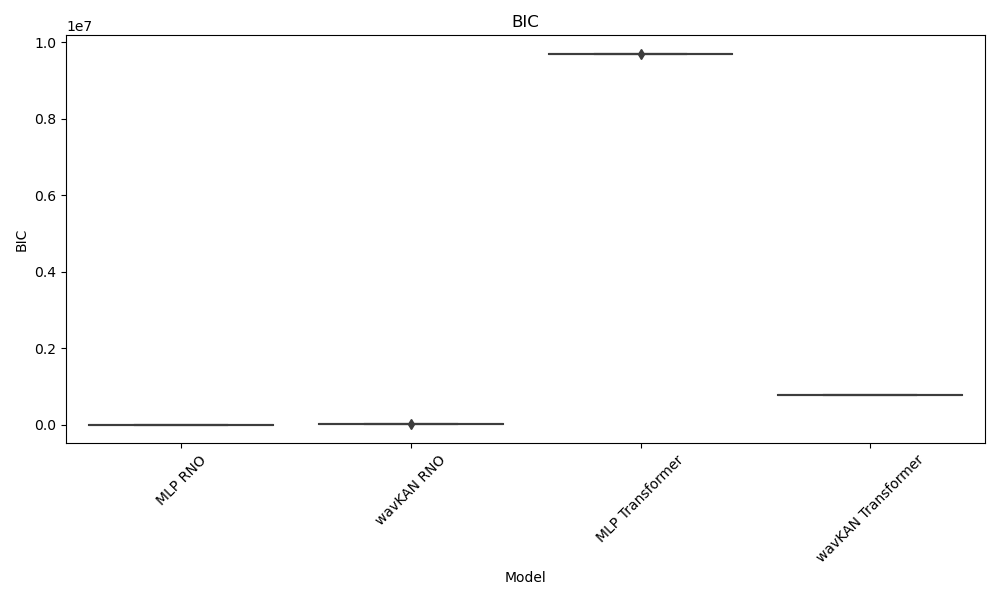 BIC
1e7
1.0
0.8
0.6
0.4
0.2
0.0
BIC
MLP RNO
wavKAN RNO
MLP Transformer
wavKAN Transformer
Model